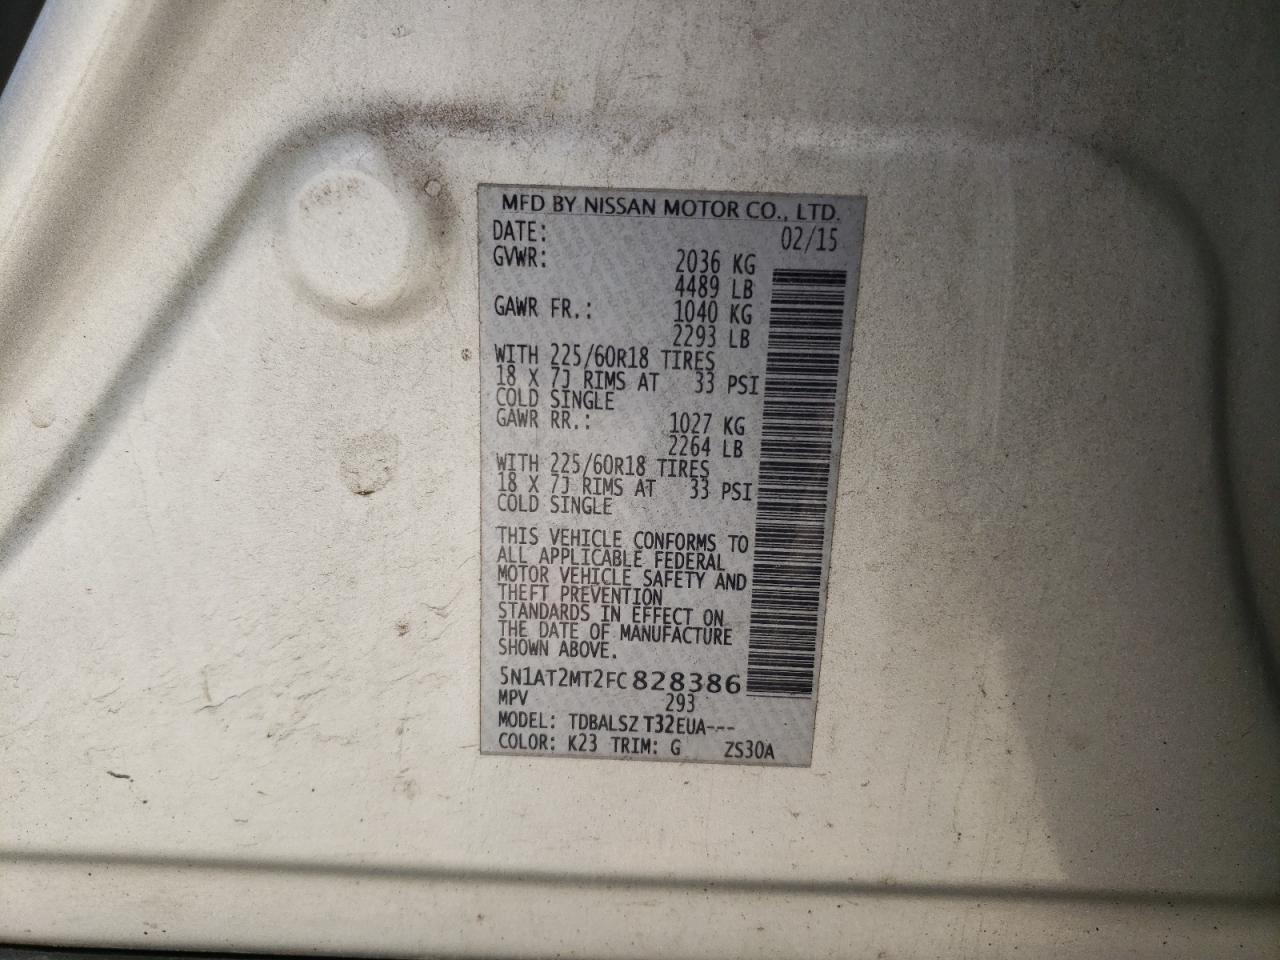 MFD BY NISSAN MOTOR CO., LTD.
DATE: 02/15
GVWR: 2036 KG
4489 LB
GAWR FR.: 1040 KG
2293 LB
WITH 225/60R18 TIRES
18 X 7J RIMS AT 33 PSI
COLD SINGLE
GAWR RR.: 1027 KG
2264 LB
WITH 225/60R18 TIRES
18 X 7J RIMS AT 33 PSI
COLD SINGLE
THIS VEHICLE CONFORMS TO
ALL APPLICABLE FEDERAL
MOTOR VEHICLE SAFETY AND
THEFT PREVENTION
STANDARDS IN EFFECT ON
THE DATE OF MANUFACTURE
SHOWN ABOVE.
5N1AT2MT2FC828386
MPV 293
MODEL: TDBALSZ T32EUA---
COLOR: K23 TRIM: G ZS30A